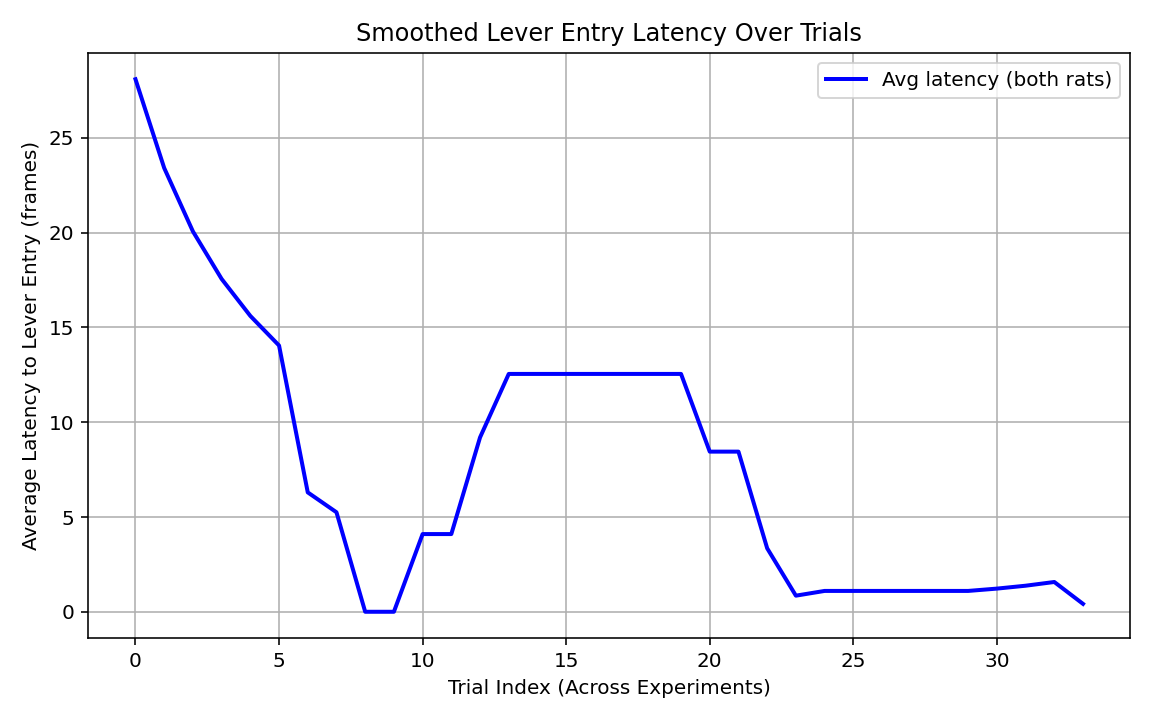 Smoothed Lever Entry Latency Over Trials
Avg latency (both rats)
Average Latency to Lever Entry (frames)
25
20
15
10
5
0
0 5 10 15 20 25 30
Trial Index (Across Experiments)